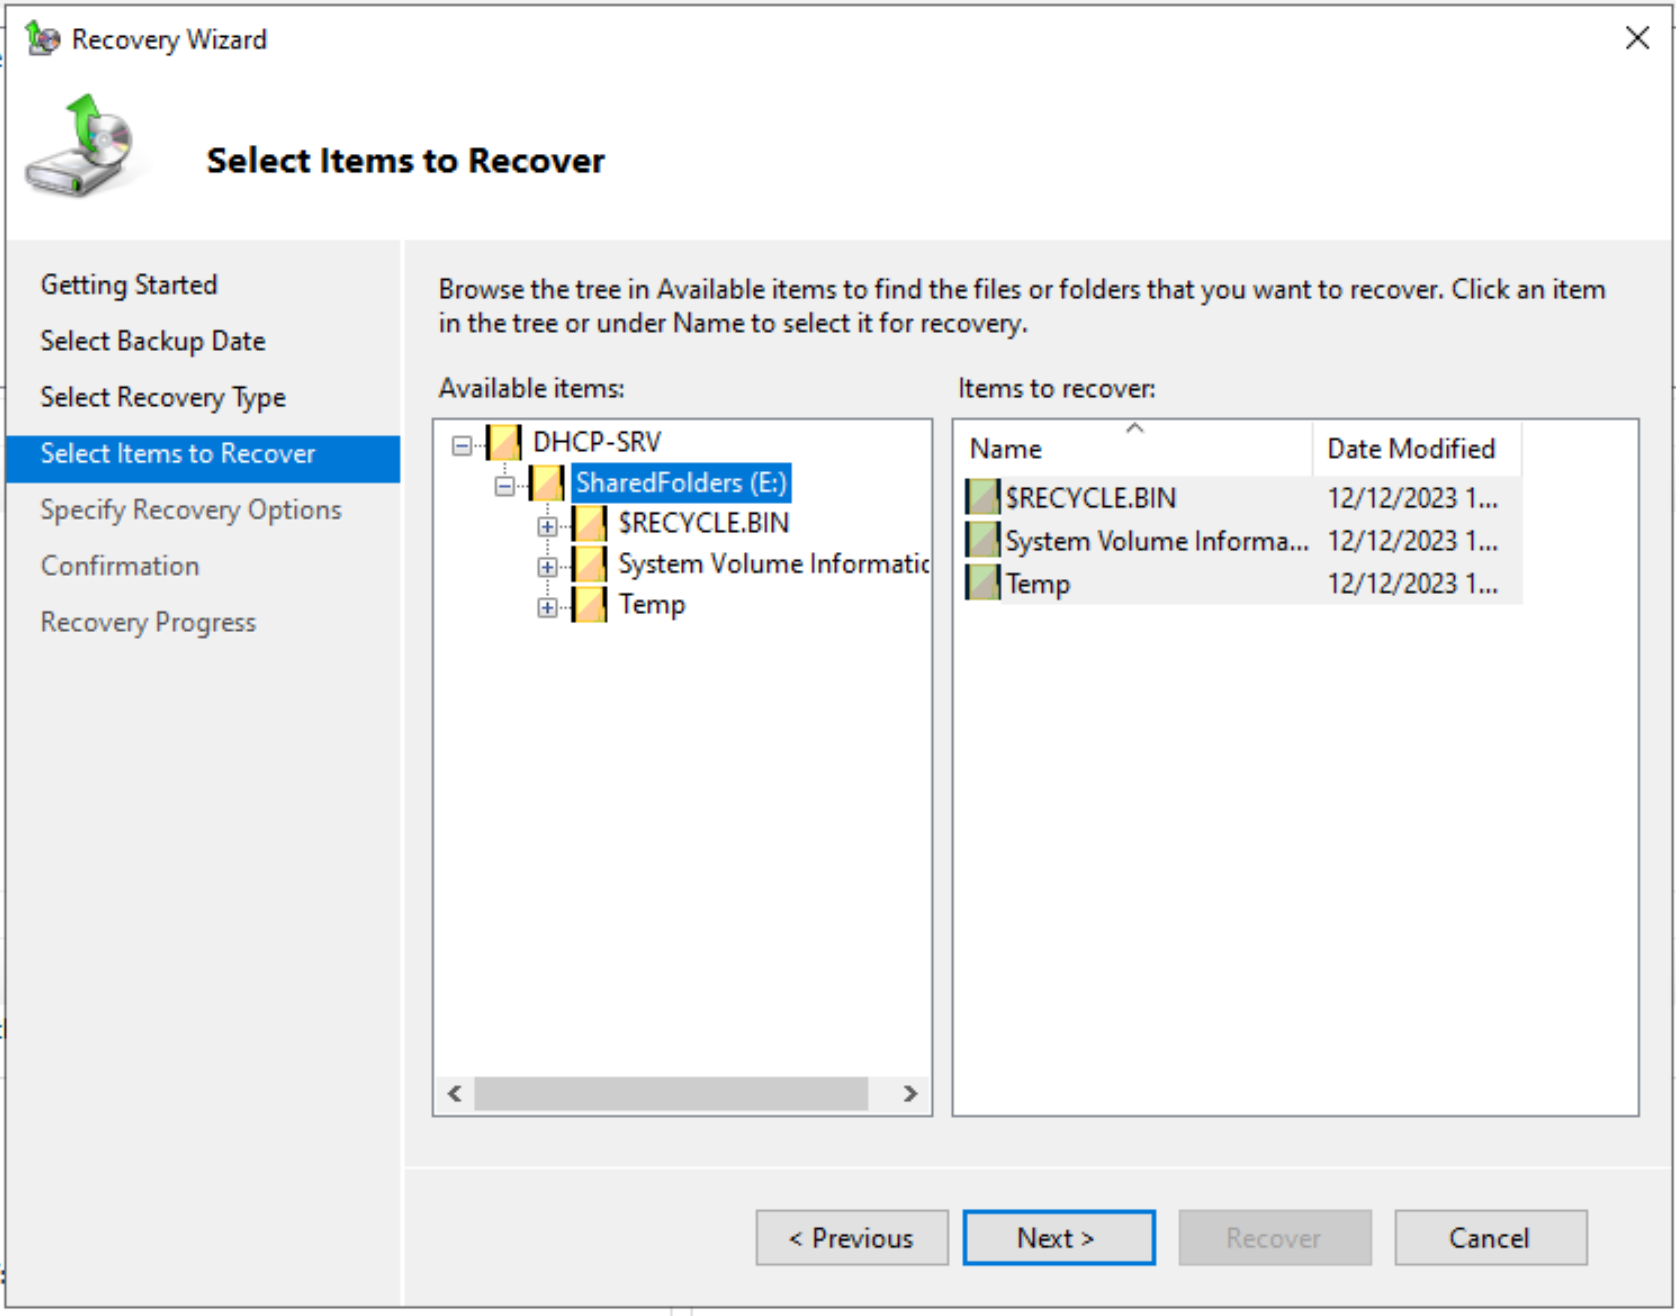 Recovery Wizard
Select Items to Recover
Getting Started
Select Backup Date
Select Recovery Type
Select Items to Recover
Specify Recovery Options
Confirmation
Recovery Progress
Browse the tree in Available items to find the files or folders that you want to recover. Click an item
in the tree or under Name to select it for recovery.
Available items:
DHCP-SRV
SharedFolders (E:)
$RECYCLE.BIN
System Volume Informatic
Temp
Items to recover:
Name Date Modified
$RECYCLE.BIN 12/12/2023 1...
System Volume Informa... 12/12/2023 1...
Temp 12/12/2023 1...
< Previous
Next >
Recover
Cancel